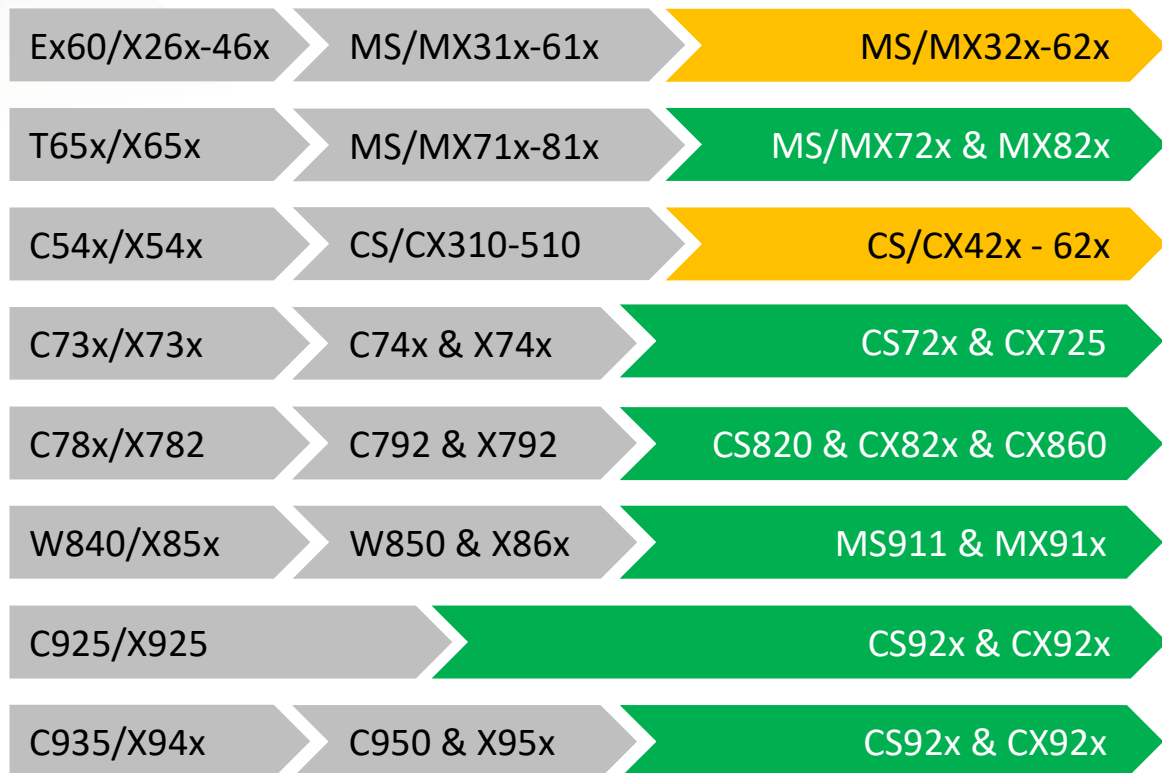 Ex60/X26x-46x MS/MX31x-61x MS/MX32x-62x
T65x/X65x MS/MX71x-81x MS/MX72x & MX82x
C54x/X54x CS/CX310-510 CS/CX42x - 62x
C73x/X73x C74x & X74x CS72x & CX725
C78x/X782 C792 & X792 CS820 & CX82x & CX860
W840/X85x W850 & X86x MS911 & MX91x
C925/X925 CS92x & CX92x
C935/X94x C950 & X95x CS92x & CX92x